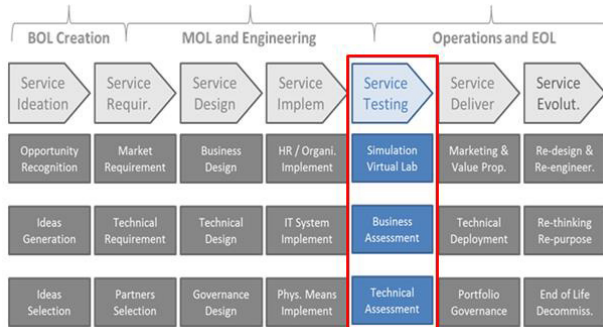 BOL Creation MOL and Engineering Operations and EOL
Service Service Service Service Service Service Service
Ideation Requir. Design Implem Testing Deliver Evolut.
Opportunity Market Business HR / Organi. Simulation Marketing & Re-design &
Recognition Requirement Design Implement Virtual Lab Value Prop. Re-engineer.
Ideas Technical Technical IT System Business Technical Re-thinking
Generation Requirement Design Implement Assessment Deployment Re-purpose
Ideas Partners Governance Phys. Means Technical Portfolio End of Life
Selection Selection Design Implement Assessment Governance Decommiss.